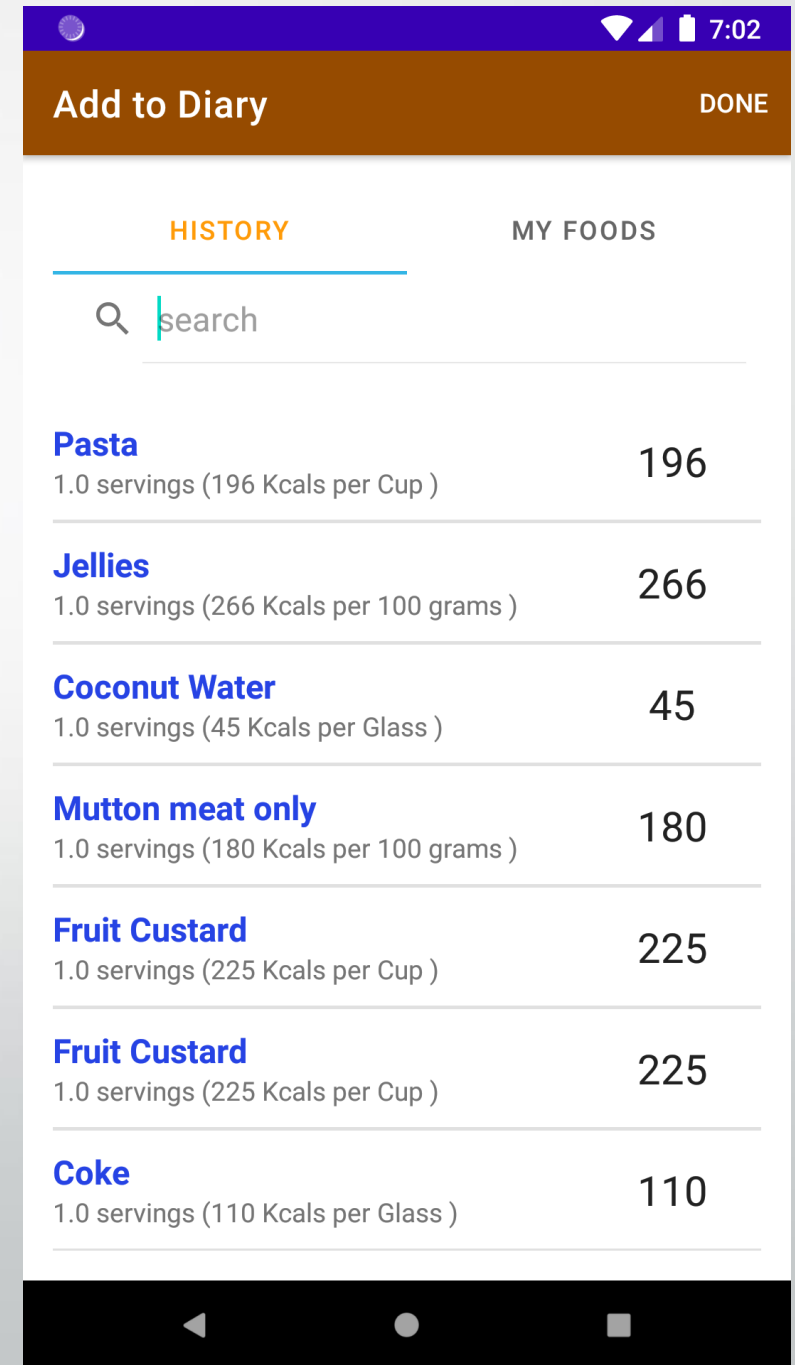 7:02
Add to Diary DONE
HISTORY MY FOODS
search
Pasta
196
1.0 servings (196 Kcals per Cup )
Jellies
266
1.0 servings (266 Kcals per 100 grams )
Coconut Water
45
1.0 servings (45 Kcals per Glass )
Mutton meat only
180
1.0 servings (180 Kcals per 100 grams )
Fruit Custard
225
1.0 servings (225 Kcals per Cup )
Fruit Custard
225
1.0 servings (225 Kcals per Cup )
Coke
110
1.0 servings (110 Kcals per Glass )